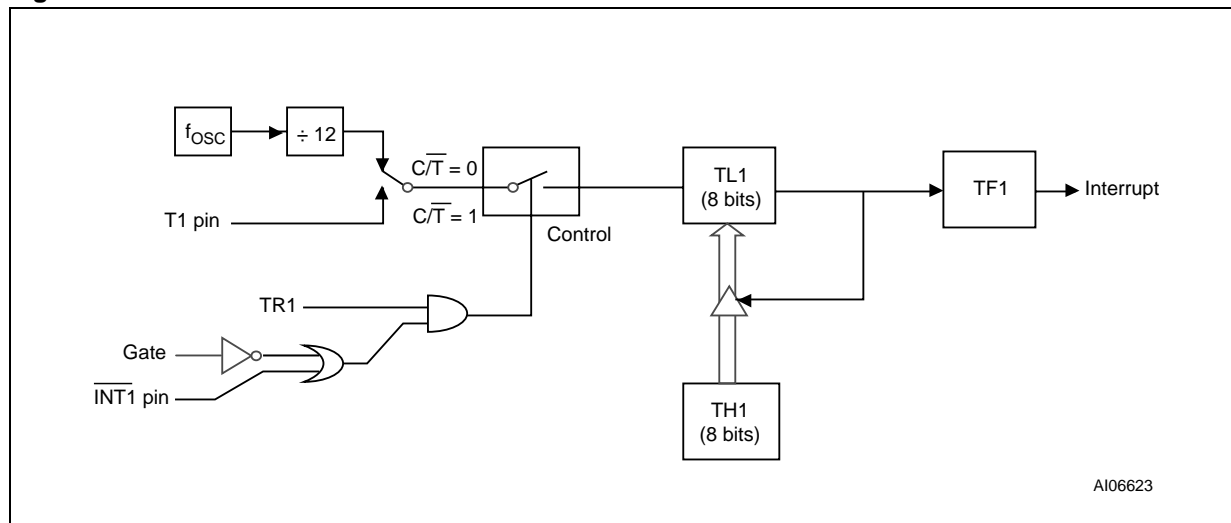 fOSC
÷ 12
C/T̅ = 0
C/T̅ = 1
T1 pin
Control
TL1
(8 bits)
TF1
Interrupt
TR1
Gate
I̅N̅T̅1̅ pin
TH1
(8 bits)
AI06623